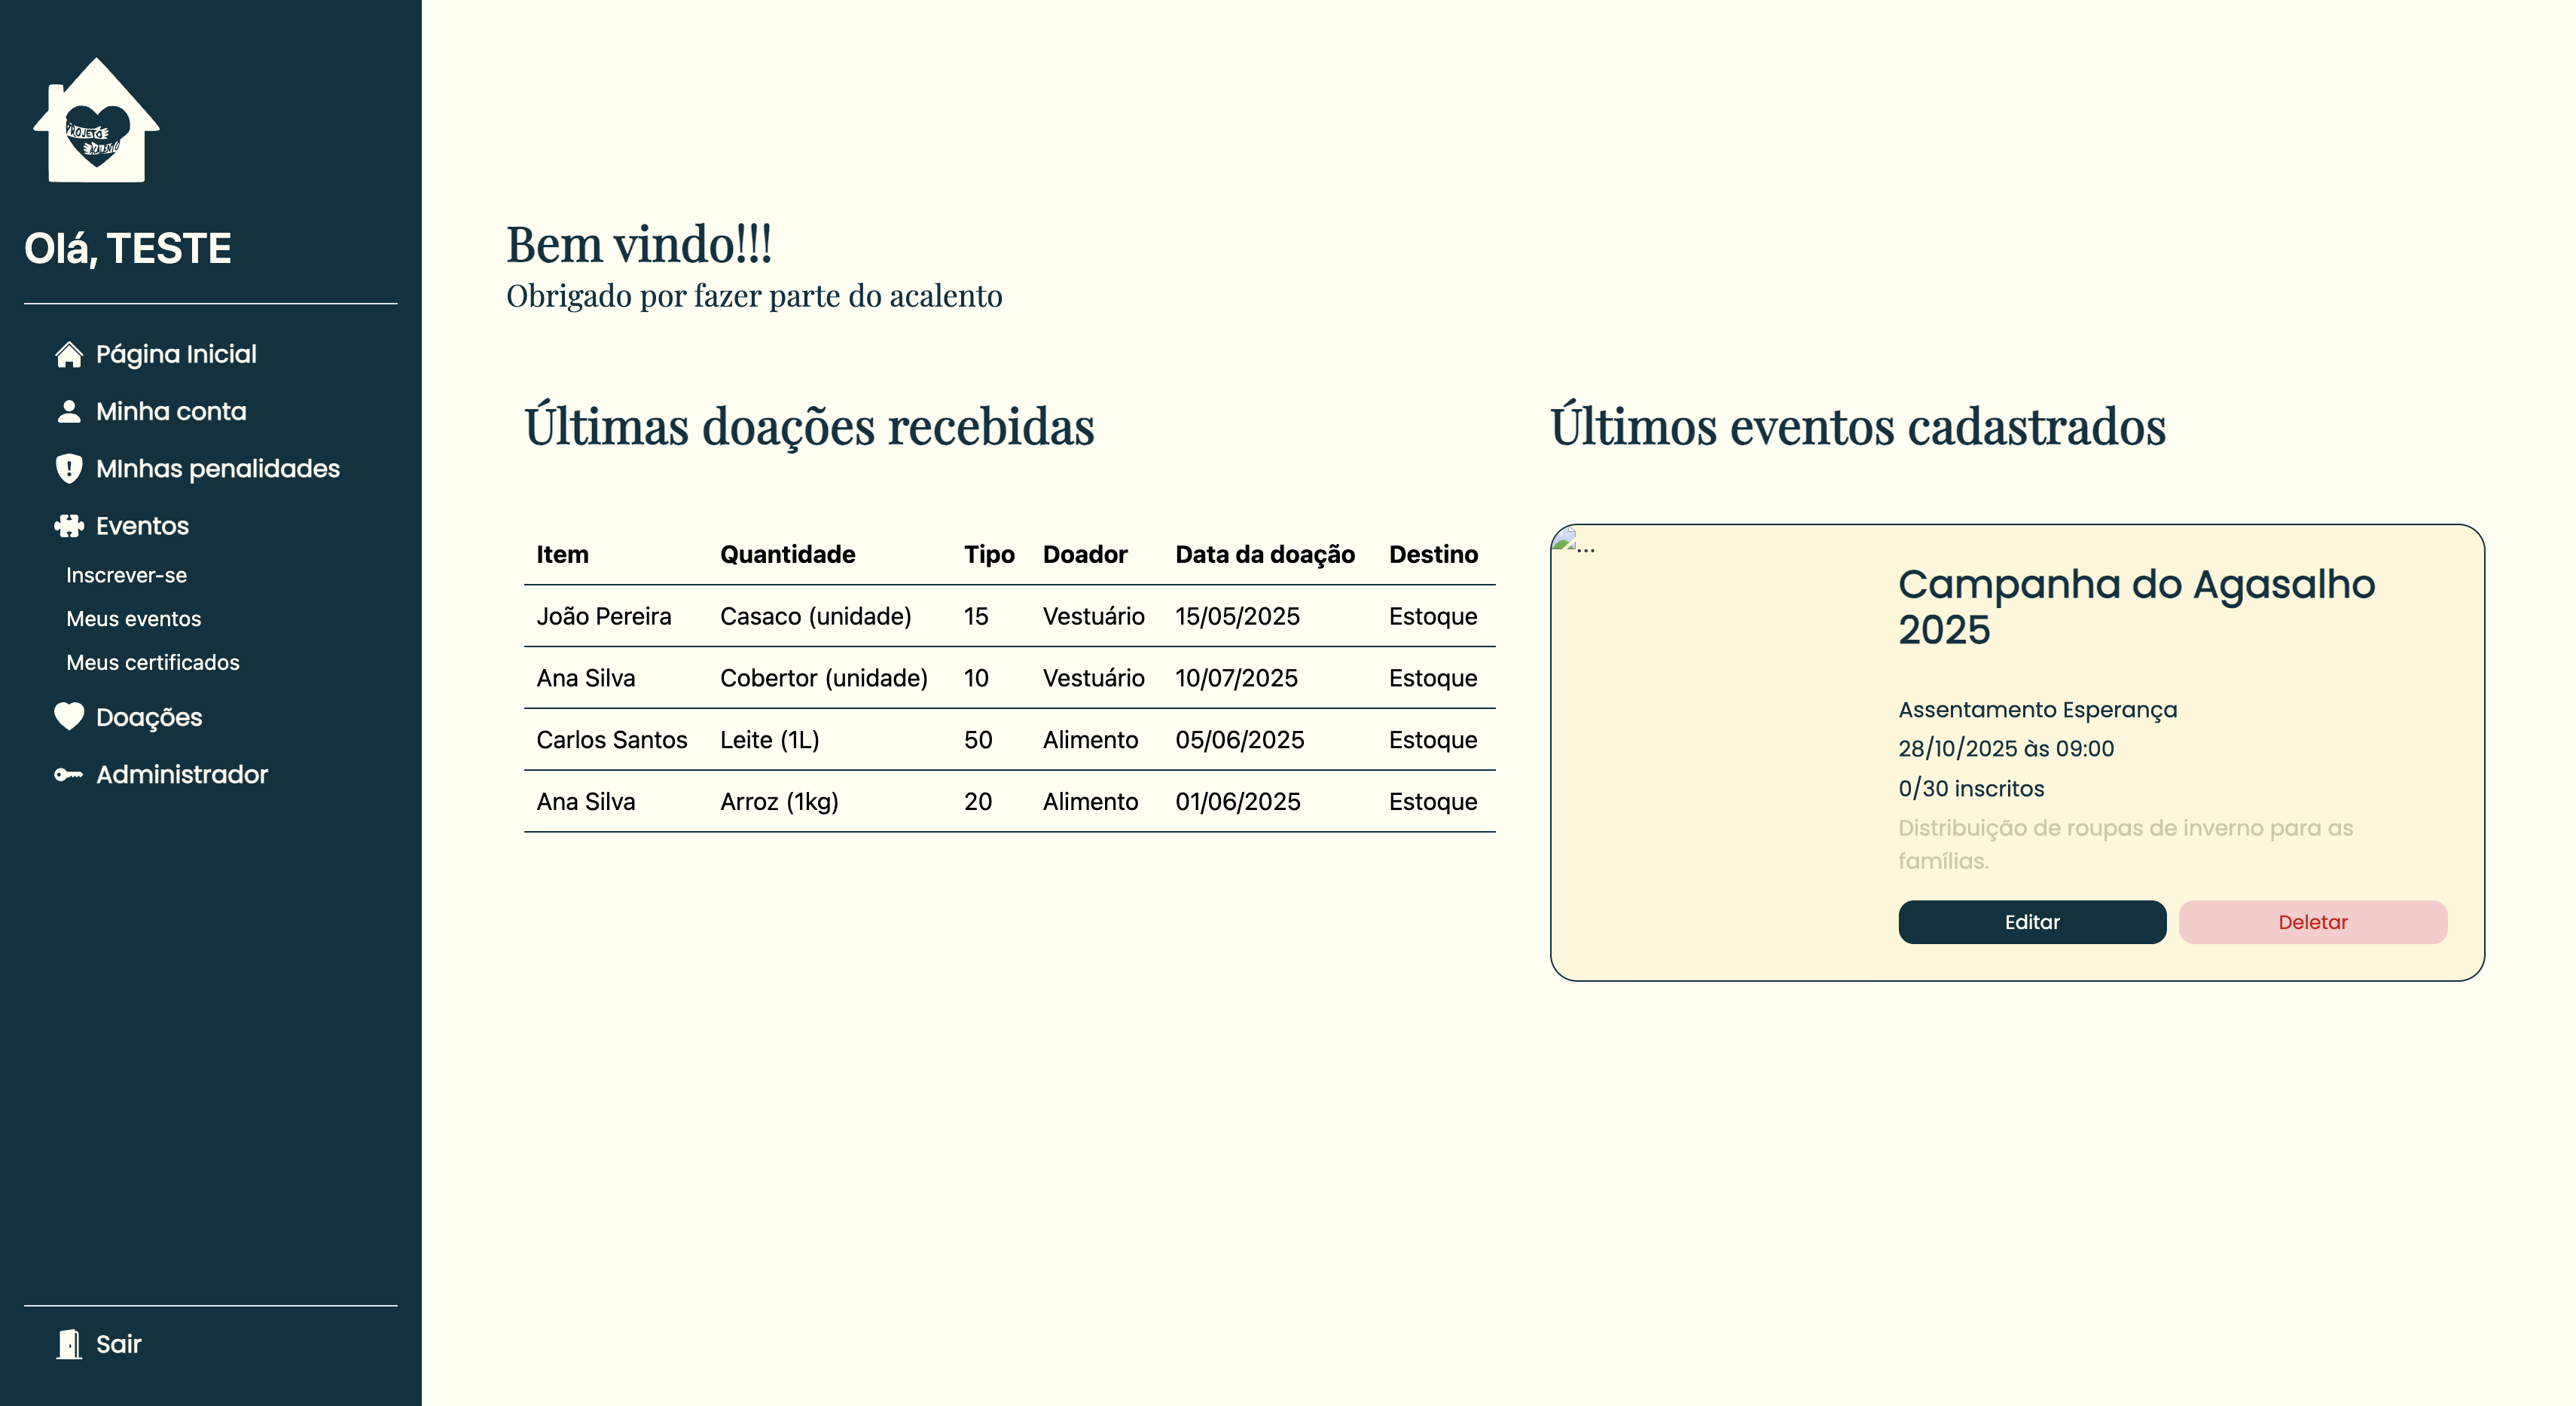 PROJETO
ACALENTO
Olá, TESTE
Página Inicial
Minha conta
MInhas penalidades
Eventos
Inscrever-se
Meus eventos
Meus certificados
Doações
Administrador
Sair
Bem vindo!!!
Obrigado por fazer parte do acalento
Últimas doações recebidas
Item Quantidade Tipo Doador Data da doação Destino
João Pereira Casaco (unidade) 15 Vestuário 15/05/2025 Estoque
Ana Silva Cobertor (unidade) 10 Vestuário 10/07/2025 Estoque
Carlos Santos Leite (1L) 50 Alimento 05/06/2025 Estoque
Ana Silva Arroz (1kg) 20 Alimento 01/06/2025 Estoque
Últimos eventos cadastrados
...
Campanha do Agasalho
2025
Assentamento Esperança
28/10/2025 às 09:00
0/30 inscritos
Distribuição de roupas de inverno para as
famílias.
Editar Deletar